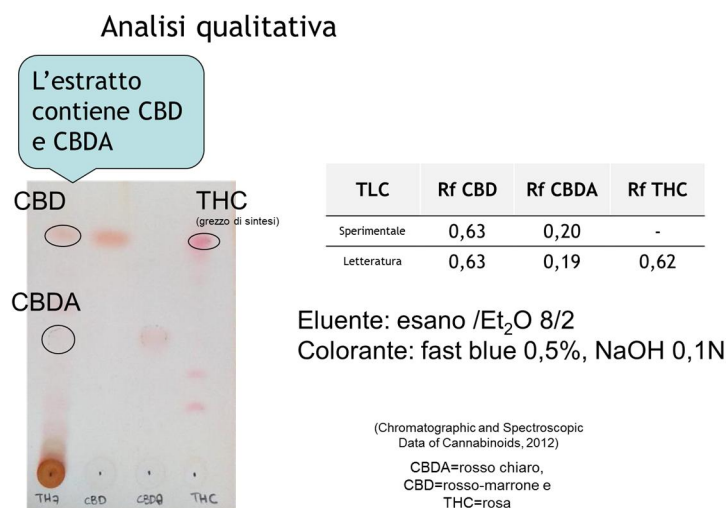 Analisi qualitativa
L'estratto
contiene CBD
e CBDA
CBD
THC
(grezzo di sintesi)
CBDA
TH7 CBD CBDA THC
TLC Rf CBD Rf CBDA Rf THC
Sperimentale 0,63 0,20 -
Letteratura 0,63 0,19 0,62
Eluente: esano /Et₂O 8/2
Colorante: fast blue 0,5%, NaOH 0,1N
(Chromatographic and Spectroscopic
Data of Cannabinoids, 2012)
CBDA=rosso chiaro,
CBD=rosso-marrone e
THC=rosa